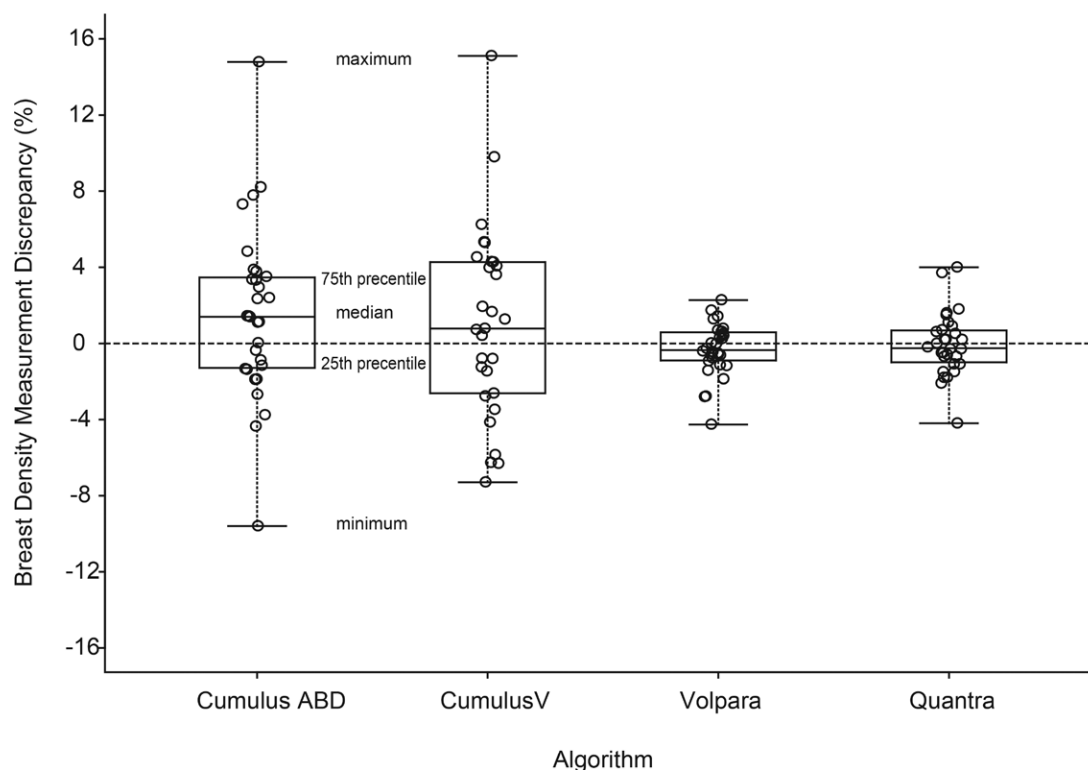 Breast Density Measurement Discrepancy (%)
16
12
8
4
0
-4
-8
-12
-16
maximum
75th precentile
median
25th precentile
minimum
Cumulus ABD
CumulusV
Volpara
Quantra
Algorithm